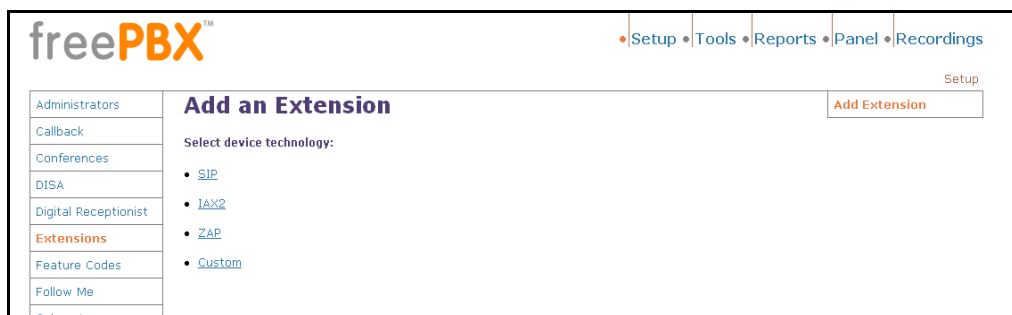 freePBX™
Setup Tools Reports Panel Recordings
Setup
Administrators
Callback
Conferences
DISA
Digital Receptionist
Extensions
Feature Codes
Follow Me
Add an Extension
Select device technology:
• SIP
• IAX2
• ZAP
• Custom
Add Extension